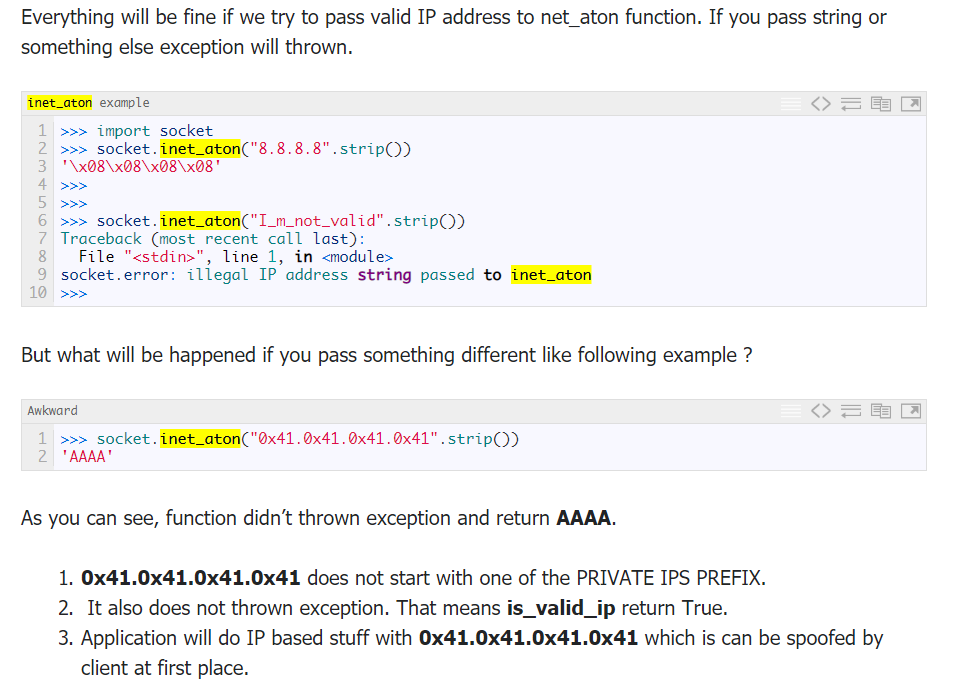 Everything will be fine if we try to pass valid IP address to net_aton function. If you pass string or
something else exception will thrown.
inet_aton example
1 >>> import socket
2 >>> socket.inet_aton("8.8.8.8".strip())
3 '\x08\x08\x08\x08'
4 >>>
5 >>>
6 >>> socket.inet_aton("I_m_not_valid".strip())
7 Traceback (most recent call last):
8   File "<stdin>", line 1, in <module>
9 socket.error: illegal IP address string passed to inet_aton
10 >>>
But what will be happened if you pass something different like following example ?
Awkward
1 >>> socket.inet_aton("0x41.0x41.0x41.0x41".strip())
2 'AAAA'
As you can see, function didn’t thrown exception and return AAAA.
1. 0x41.0x41.0x41.0x41 does not start with one of the PRIVATE IPS PREFIX.
2. It also does not thrown exception. That means is_valid_ip return True.
3. Application will do IP based stuff with 0x41.0x41.0x41.0x41 which is can be spoofed by
client at first place.